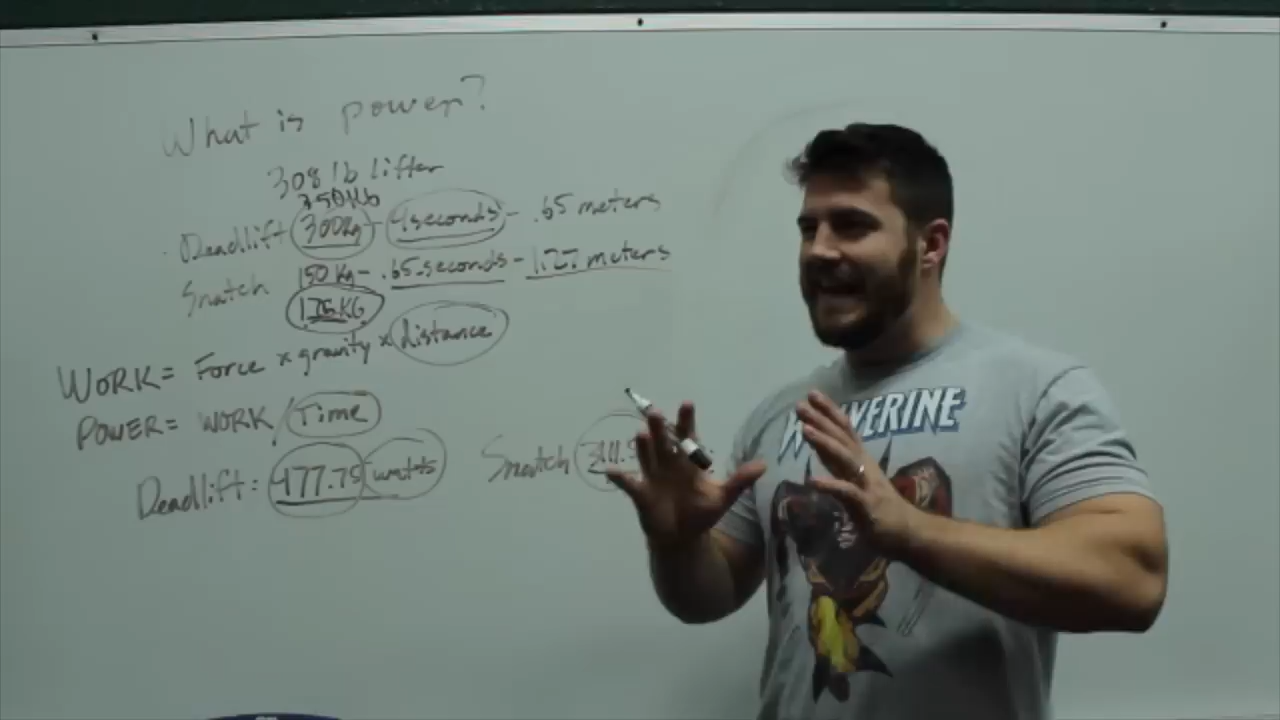 What is power?
308 lb lifter
350Kb
Deadlift 300kg - 4 seconds - .65 meters
Snatch 150 Kg - .65 seconds - 1.27 meters
KG
WORK = Force × gravity × distance
POWER = WORK / Time
Deadlift: 477.75 watts Snatch
WOLVERINE